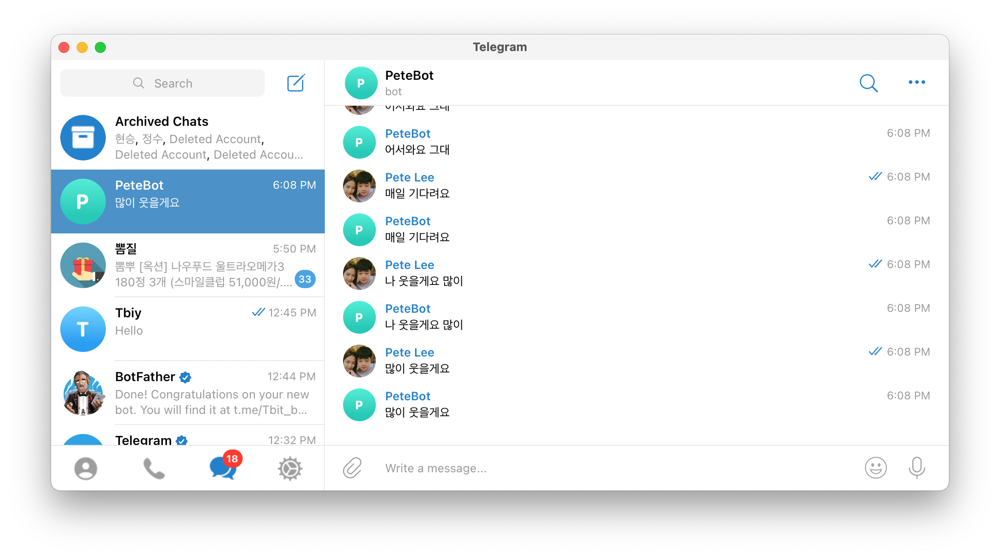 Telegram
Search
Archived Chats
현승, 정수, Deleted Account,
Deleted Account, Deleted Accou...
PeteBot
6:08 PM
많이 웃을게요
뽐질
5:50 PM
뽐뿌 [옥션] 나우푸드 울트라오메가3
180정 3개 (스마일클럽 51,000원/....
33
Tbiy
12:45 PM
Hello
T
BotFather
12:44 PM
Done! Congratulations on your new
bot. You will find it at t.me/Tbit_b...
Telegram
12:32 PM
18
P
PeteBot
bot
어서와요 그대
P
PeteBot
6:08 PM
어서와요 그대
Pete Lee
6:08 PM
매일 기다려요
P
PeteBot
6:08 PM
매일 기다려요
Pete Lee
6:08 PM
나 웃을게요 많이
P
PeteBot
6:08 PM
나 웃을게요 많이
Pete Lee
6:08 PM
많이 웃을게요
P
PeteBot
6:08 PM
많이 웃을게요
Write a message...